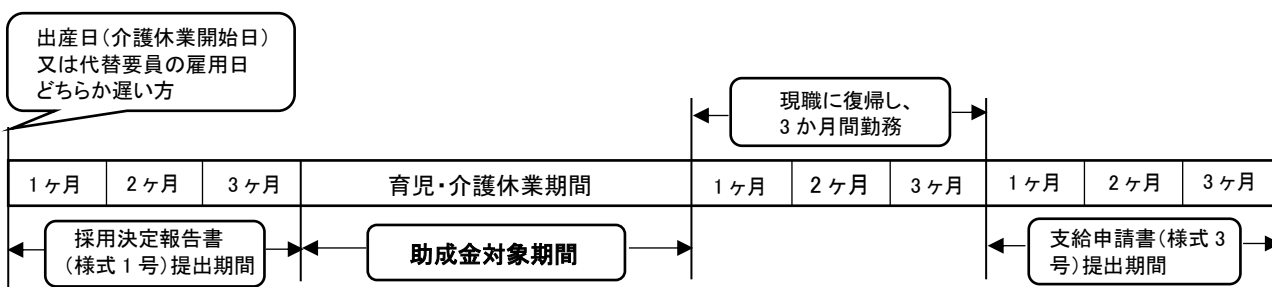 出産日(介護休業開始日)
又は代替要員の雇用日
どちらか遅い方
現職に復帰し、
3か月間勤務
1ヶ月 2ヶ月 3ヶ月 育児・介護休業期間 1ヶ月 2ヶ月 3ヶ月 1ヶ月 2ヶ月 3ヶ月
採用決定報告書
(様式1号)提出期間
助成金対象期間
支給申請書(様式3
号)提出期間